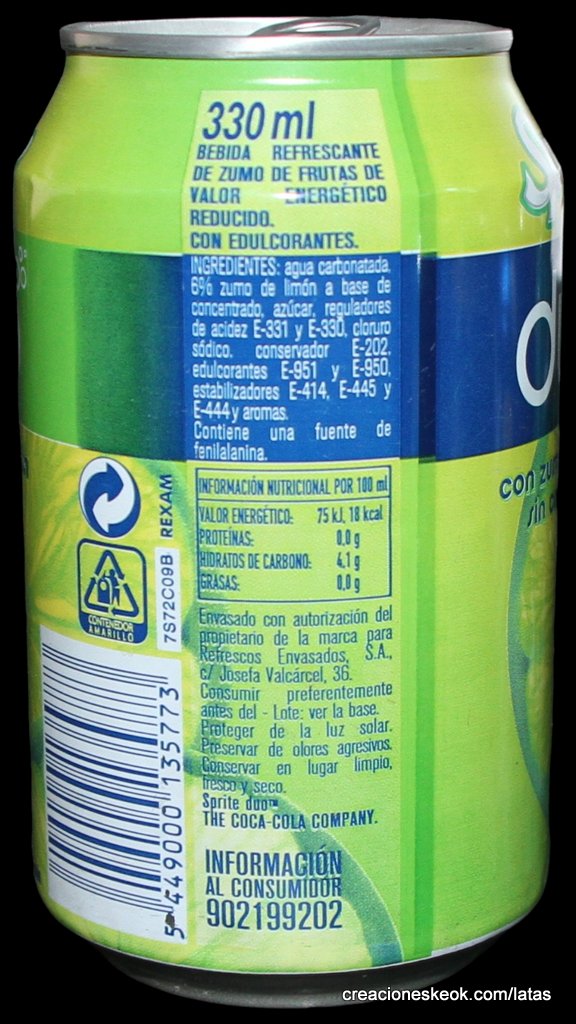 330 ml
BEBIDA REFRESCANTE
DE ZUMO DE FRUTAS DE
VALOR ENERGÉTICO
REDUCIDO.
CON EDULCORANTES.
INGREDIENTES: agua carbonatada,
6% zumo de limón a base de
concentrado, azúcar, reguladores
de acidez E-331 y E-330, cloruro
sódico, conservador E-202,
edulcorantes E-951 y E-950,
estabilizadores E-414, E-445 y
E-444 y aromas.
Contiene una fuente de
fenilalanina.
INFORMACIÓN NUTRICIONAL POR 100 ml
VALOR ENERGÉTICO: 75 kJ, 18 kcal
PROTEÍNAS: 0,0 g
HIDRATOS DE CARBONO: 4,1 g
GRASAS: 0,0 g
Envasado con autorización del
propietario de la marca para
Refrescos Envasados, S.A.,
c/ Josefa Valcárcel, 36.
Consumir preferentemente
antes del - Lote: ver la base.
Proteger de la luz solar.
Preservar de olores agresivos.
Conservar en lugar limpio,
fresco y seco.
Sprite duo™
THE COCA-COLA COMPANY.
INFORMACIÓN
AL CONSUMIDOR
902199202
REXAM
7S72C09B
CONTENEDOR
AMARILLO
5 449000 135773
con
sin
creacioneskeok.com/latas